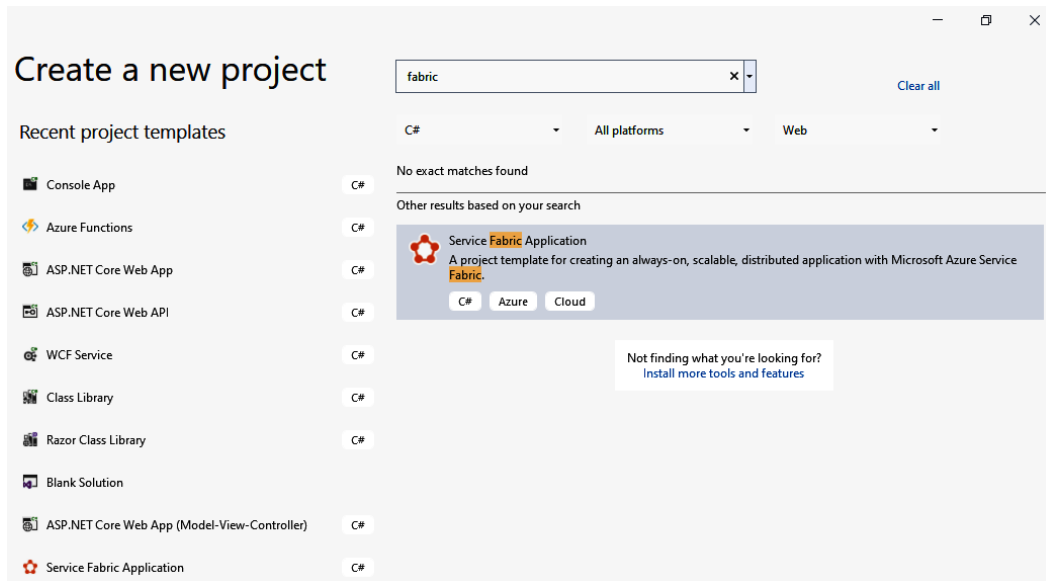 Create a new project
fabric
Clear all
Recent project templates
C#
All platforms
Web
No exact matches found
Other results based on your search
Service Fabric Application
A project template for creating an always-on, scalable, distributed application with Microsoft Azure Service
Fabric.
C# Azure Cloud
Not finding what you're looking for?
Install more tools and features
Console App C#
Azure Functions C#
ASP.NET Core Web App C#
ASP.NET Core Web API C#
WCF Service C#
Class Library C#
Razor Class Library C#
Blank Solution
ASP.NET Core Web App (Model-View-Controller) C#
Service Fabric Application C#